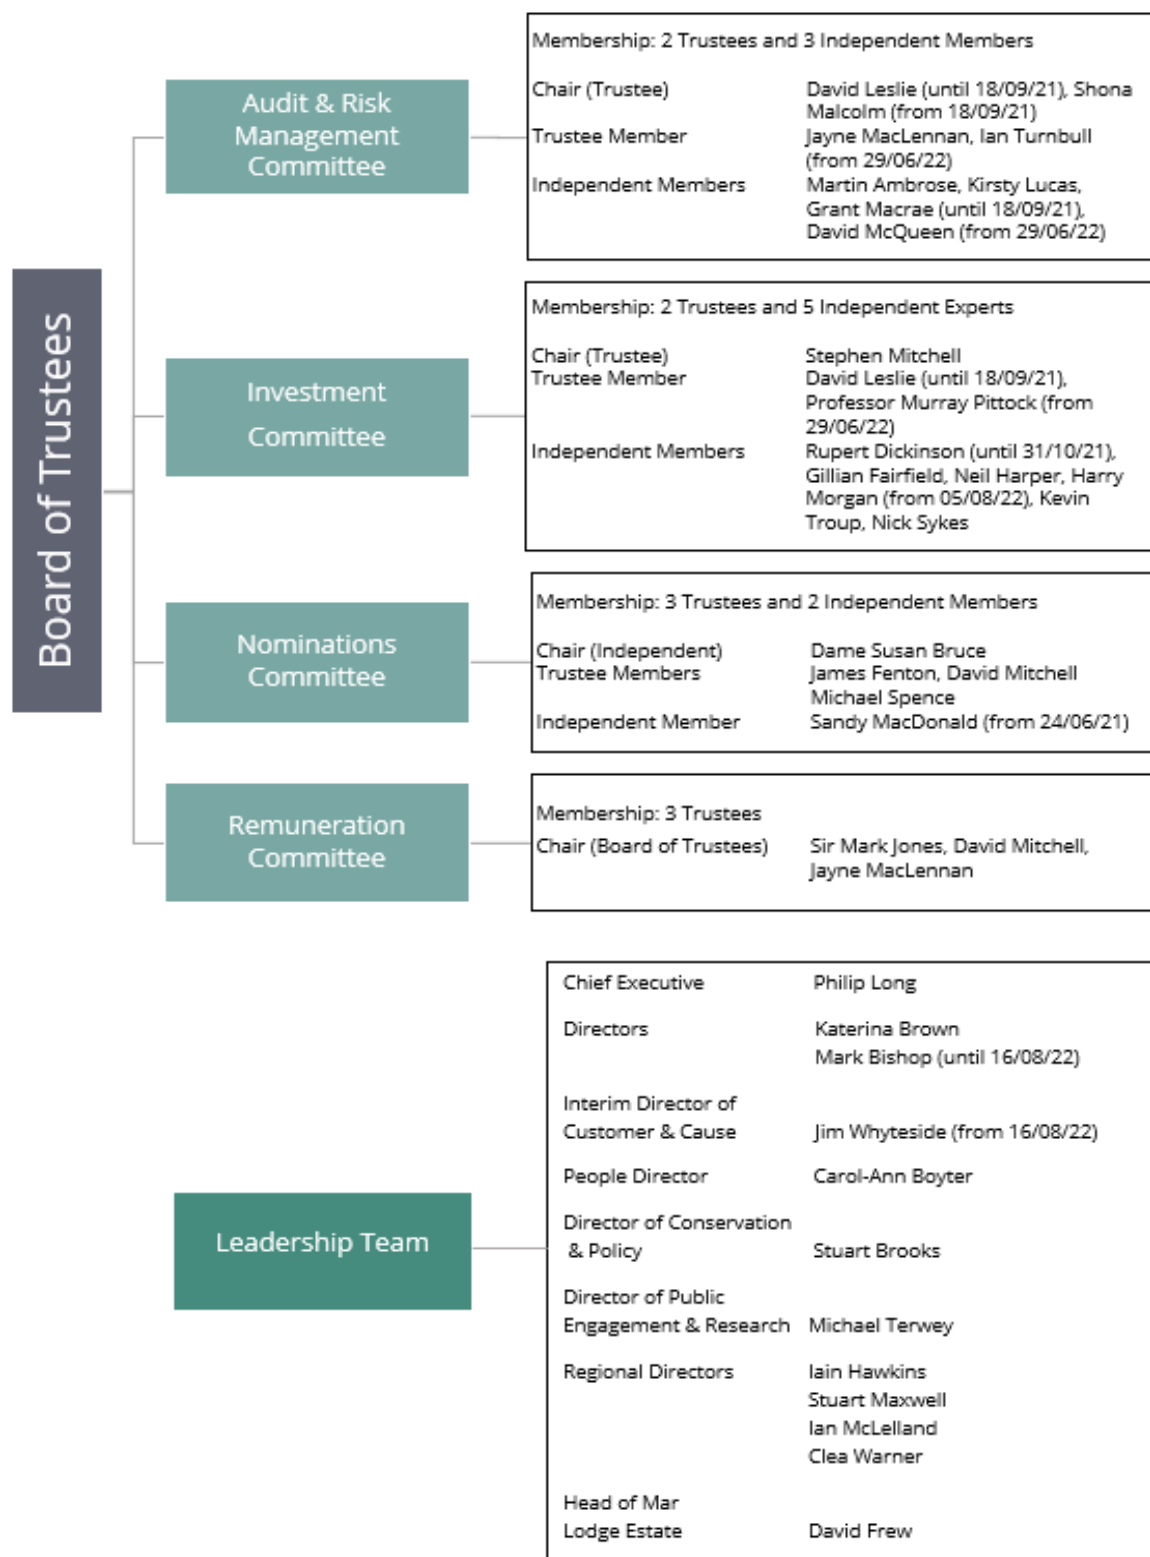 Board of Trustees
Audit & Risk
Management
Committee
Membership: 2 Trustees and 3 Independent Members
Chair (Trustee) David Leslie (until 18/09/21), Shona
Malcolm (from 18/09/21)
Trustee Member Jayne MacLennan, Ian Turnbull
(from 29/06/22)
Independent Members Martin Ambrose, Kirsty Lucas,
Grant Macrae (until 18/09/21),
David McQueen (from 29/06/22)
Investment
Committee
Membership: 2 Trustees and 5 Independent Experts
Chair (Trustee) Stephen Mitchell
Trustee Member David Leslie (until 18/09/21),
Professor Murray Pittock (from
29/06/22)
Independent Members Rupert Dickinson (until 31/10/21),
Gillian Fairfield, Neil Harper, Harry
Morgan (from 05/08/22), Kevin
Troup, Nick Sykes
Nominations
Committee
Membership: 3 Trustees and 2 Independent Members
Chair (Independent) Dame Susan Bruce
Trustee Members James Fenton, David Mitchell
Michael Spence
Independent Member Sandy MacDonald (from 24/06/21)
Remuneration
Committee
Membership: 3 Trustees
Chair (Board of Trustees) Sir Mark Jones, David Mitchell,
Jayne MacLennan
Leadership Team
Chief Executive Philip Long
Directors Katerina Brown
Mark Bishop (until 16/08/22)
Interim Director of
Customer & Cause Jim Whyteside (from 16/08/22)
People Director Carol-Ann Boyter
Director of Conservation
& Policy Stuart Brooks
Director of Public
Engagement & Research Michael Terwey
Regional Directors Iain Hawkins
Stuart Maxwell
Ian McLelland
Clea Warner
Head of Mar
Lodge Estate David Frew